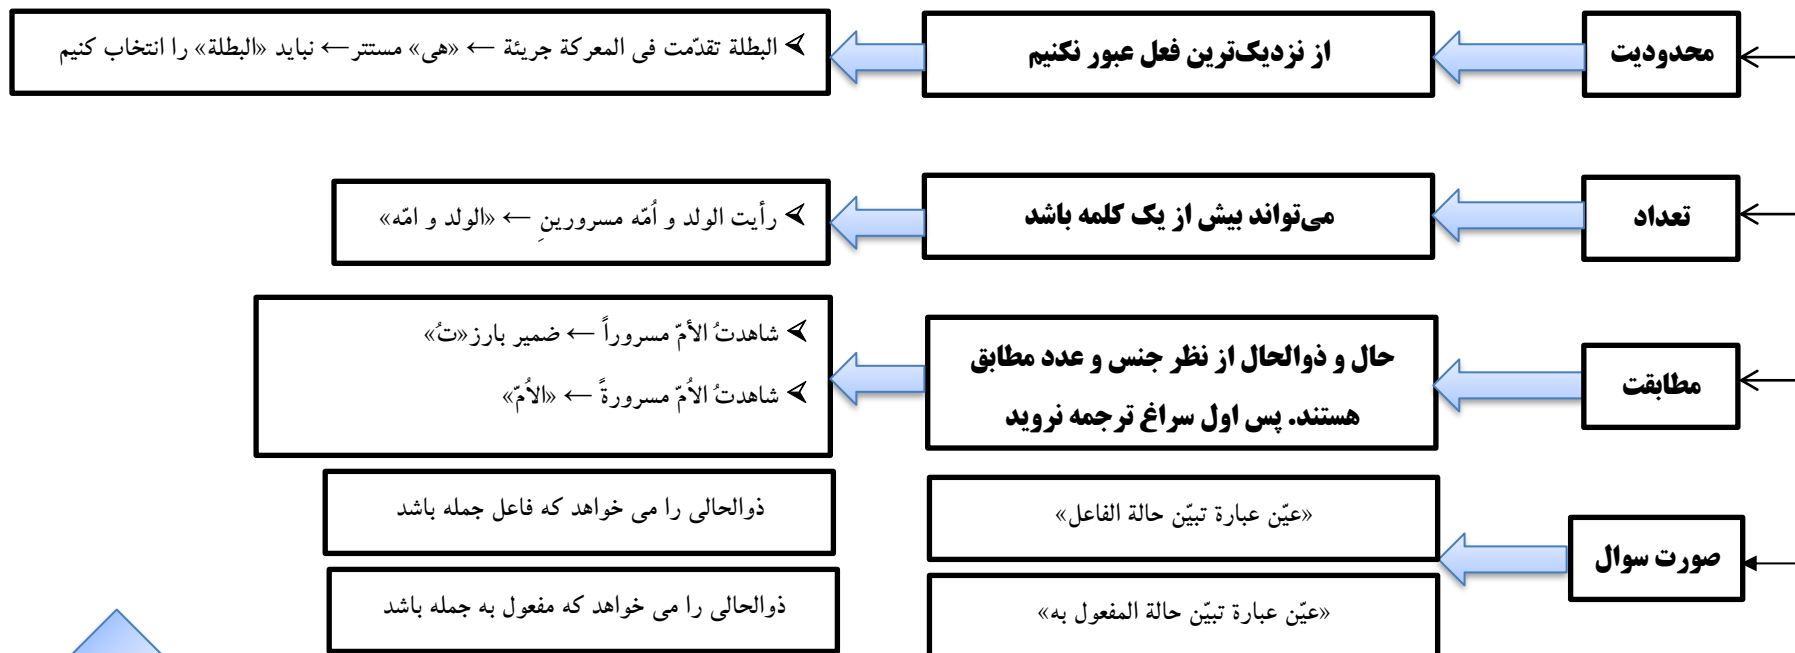 محدودیت
از نزدیک‌ترین فعل عبور نکنیم
البطلة تقدّمت فی المعرکة جریئة ← «هی» مستتر ← نباید «البطلة» را انتخاب کنیم
تعداد
می‌تواند بیش از یک کلمه باشد
رأیت الولد و اُمّه مسرورینِ ← «الولد و امّه»
مطابقت
حال و ذوالحال از نظر جنس و عدد مطابق
هستند. پس اول سراغ ترجمه نروید
شاهدتُ الأمّ مسروراً ← ضمیر بارز«تُ»
شاهدتُ الاُمّ مسرورةً ← «الاُمّ»
صورت سوال
«عیّن عبارة تبیّن حالة الفاعل»
ذوالحالی را می خواهد که فاعل جمله باشد
«عیّن عبارة تبیّن حالة المفعول به»
ذوالحالی را می خواهد که مفعول به جمله باشد